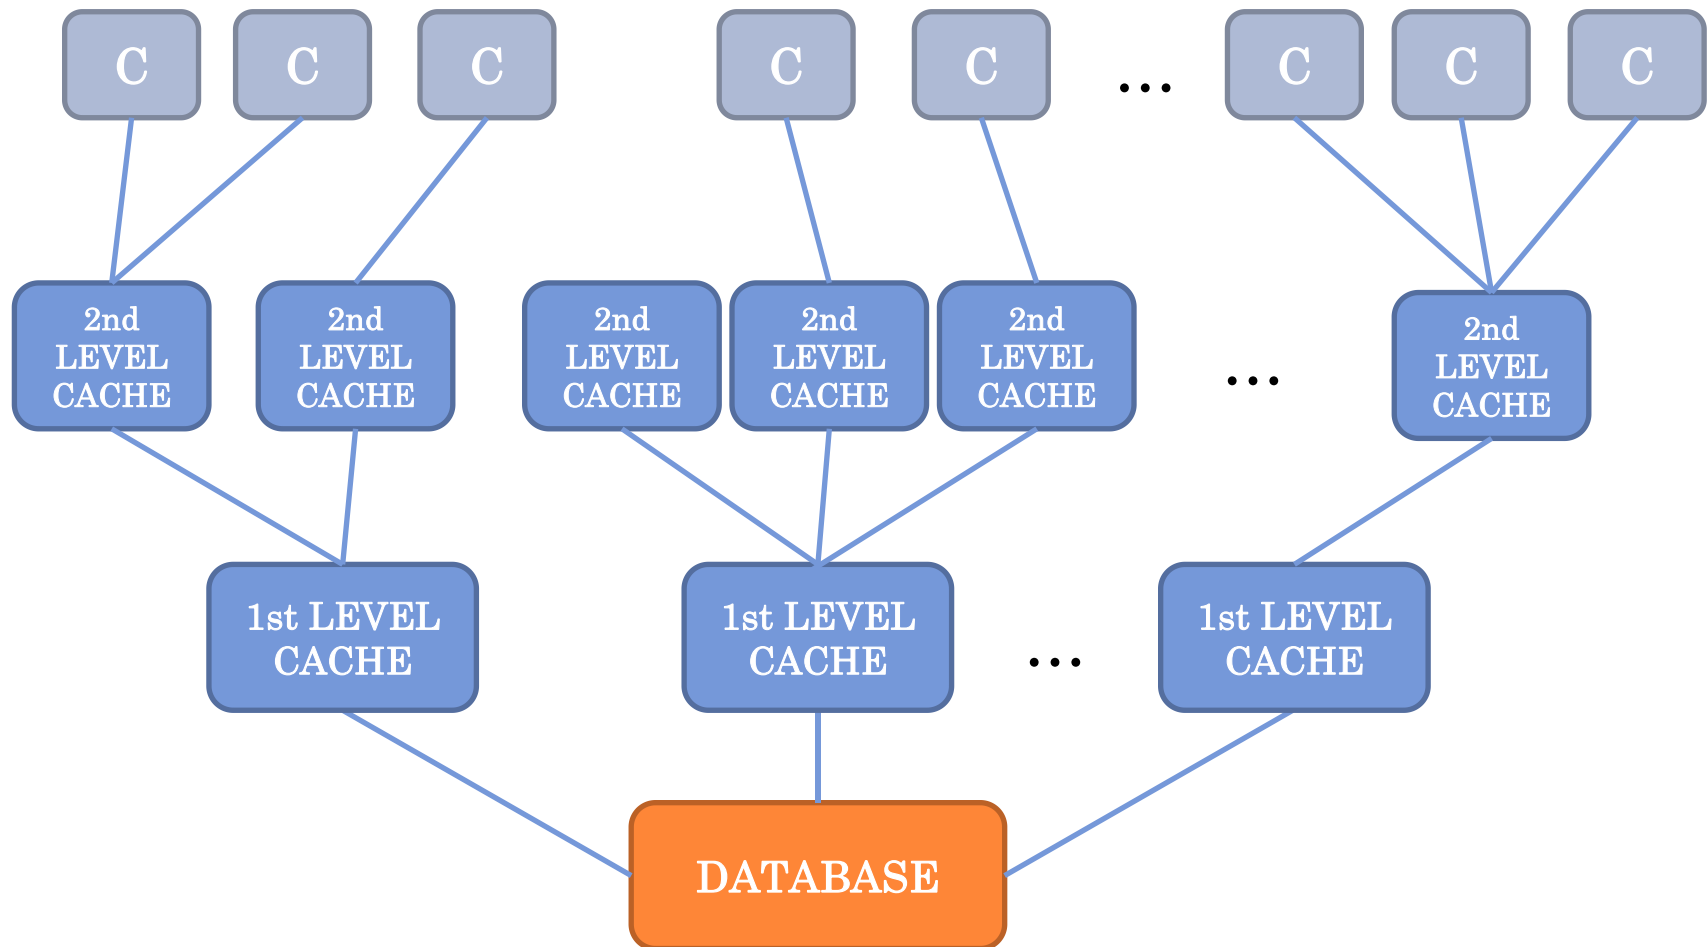 C
C
C
C
C
...
C
C
C
2nd
LEVEL
CACHE
2nd
LEVEL
CACHE
2nd
LEVEL
CACHE
2nd
LEVEL
CACHE
2nd
LEVEL
CACHE
...
2nd
LEVEL
CACHE
1st LEVEL
CACHE
1st LEVEL
CACHE
...
1st LEVEL
CACHE
DATABASE